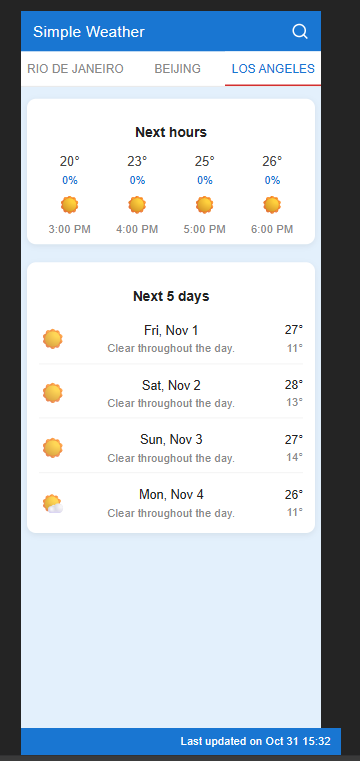 Simple Weather
RIO DE JANEIRO BEIJING LOS ANGELES
Next hours
20° 23° 25° 26°
0% 0% 0% 0%
3:00 PM 4:00 PM 5:00 PM 6:00 PM
Next 5 days
Fri, Nov 1 27°
Clear throughout the day. 11°
Sat, Nov 2 28°
Clear throughout the day. 13°
Sun, Nov 3 27°
Clear throughout the day. 14°
Mon, Nov 4 26°
Clear throughout the day. 11°
Last updated on Oct 31 15:32